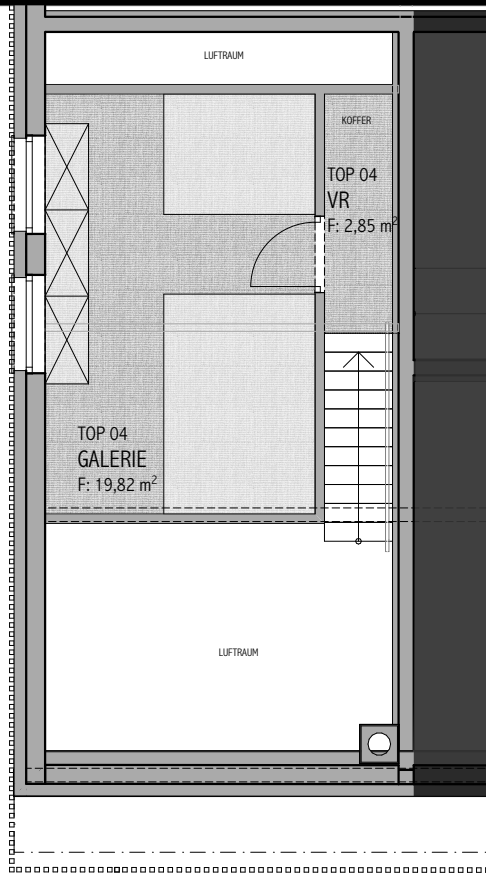 LUFTRAUM
KOFFER
TOP 04
VR
F: 2,85 m²
TOP 04
GALERIE
F: 19,82 m²
LUFTRAUM